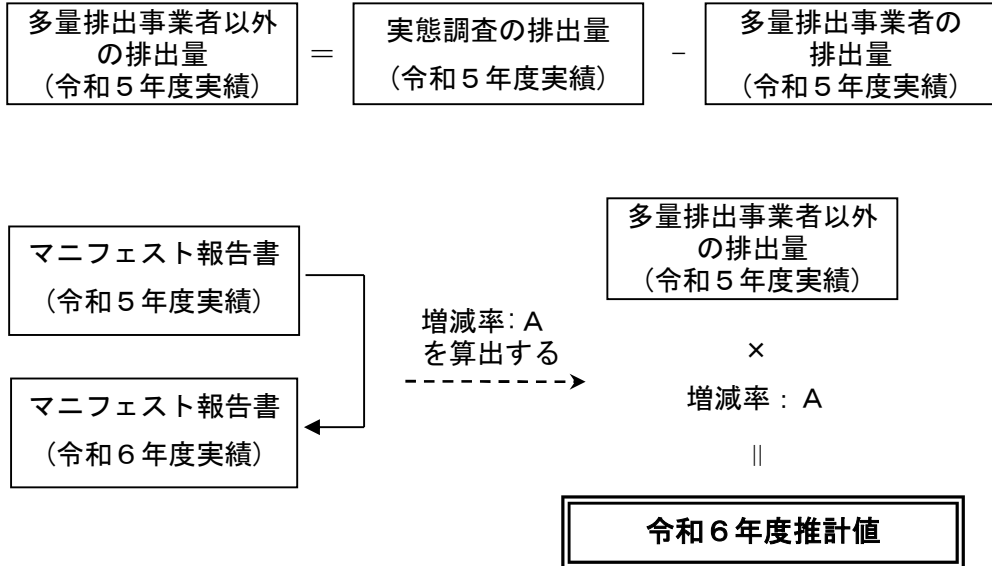 多量排出事業者以外
の排出量
(令和５年度実績)
＝
実態調査の排出量
(令和５年度実績)
－
多量排出事業者の
排出量
(令和５年度実績)
マニフェスト報告書
(令和５年度実績)
マニフェスト報告書
(令和６年度実績)
増減率：Ａ
を算出する
多量排出事業者以外
の排出量
(令和５年度実績)
×
増減率：Ａ
||
令和６年度推計値